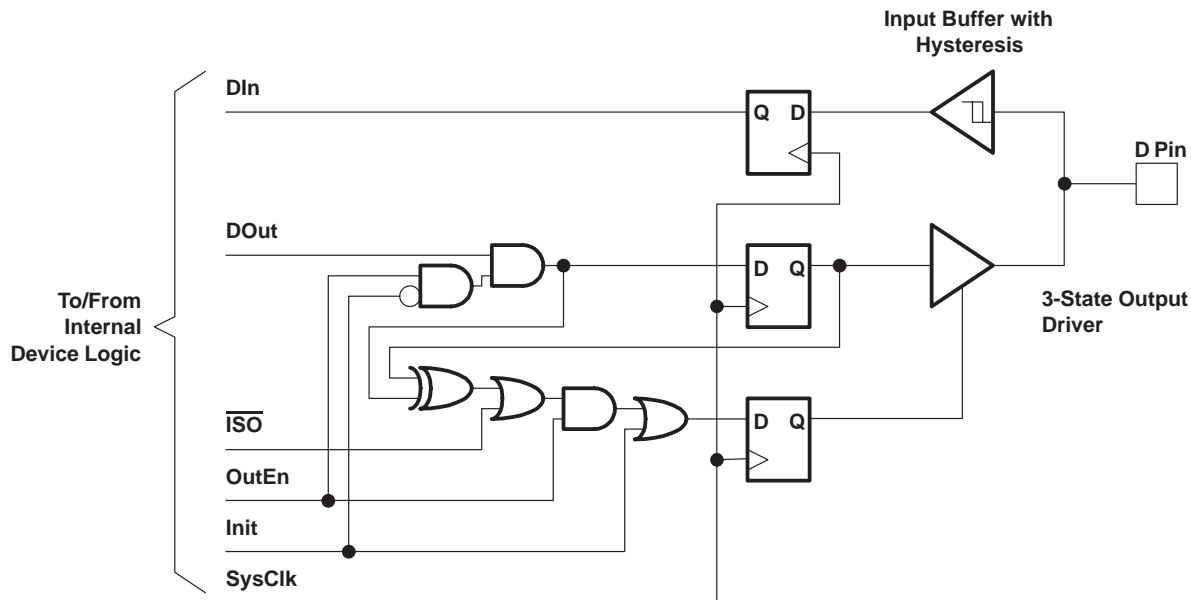 Input Buffer with
Hysteresis
DIn
Q D
D Pin
DOut
D Q
To/From
Internal
Device Logic
3-State Output
Driver
ISO
D Q
OutEn
Init
SysClk